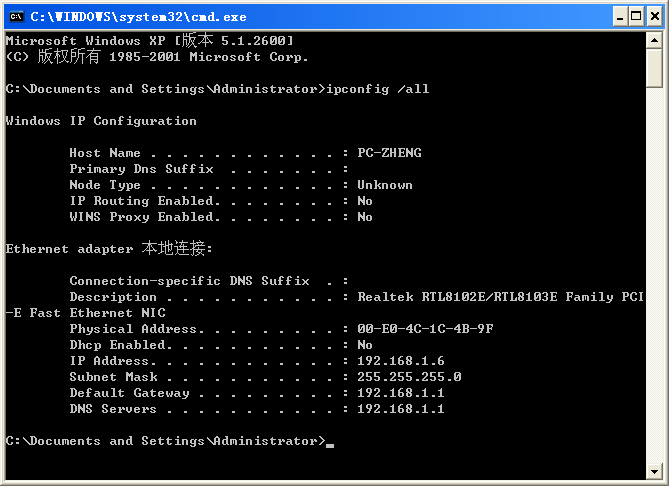 C:\WINDOWS\system32\cmd.exe
Microsoft Windows XP [版本 5.1.2600]
(C) 版权所有 1985-2001 Microsoft Corp.
C:\Documents and Settings\Administrator>ipconfig /all
Windows IP Configuration
Host Name . . . . . . . . . . . . : PC-ZHENG
Primary Dns Suffix  . . . . . . . :
Node Type . . . . . . . . . . . . : Unknown
IP Routing Enabled. . . . . . . . : No
WINS Proxy Enabled. . . . . . . . : No
Ethernet adapter 本地连接:
Connection-specific DNS Suffix  . :
Description . . . . . . . . . . . : Realtek RTL8102E/RTL8103E Family PCI
-E Fast Ethernet NIC
Physical Address. . . . . . . . . : 00-E0-4C-1C-4B-9F
Dhcp Enabled. . . . . . . . . . . : No
IP Address. . . . . . . . . . . . : 192.168.1.6
Subnet Mask . . . . . . . . . . . : 255.255.255.0
Default Gateway . . . . . . . . . : 192.168.1.1
DNS Servers . . . . . . . . . . . : 192.168.1.1
C:\Documents and Settings\Administrator>_